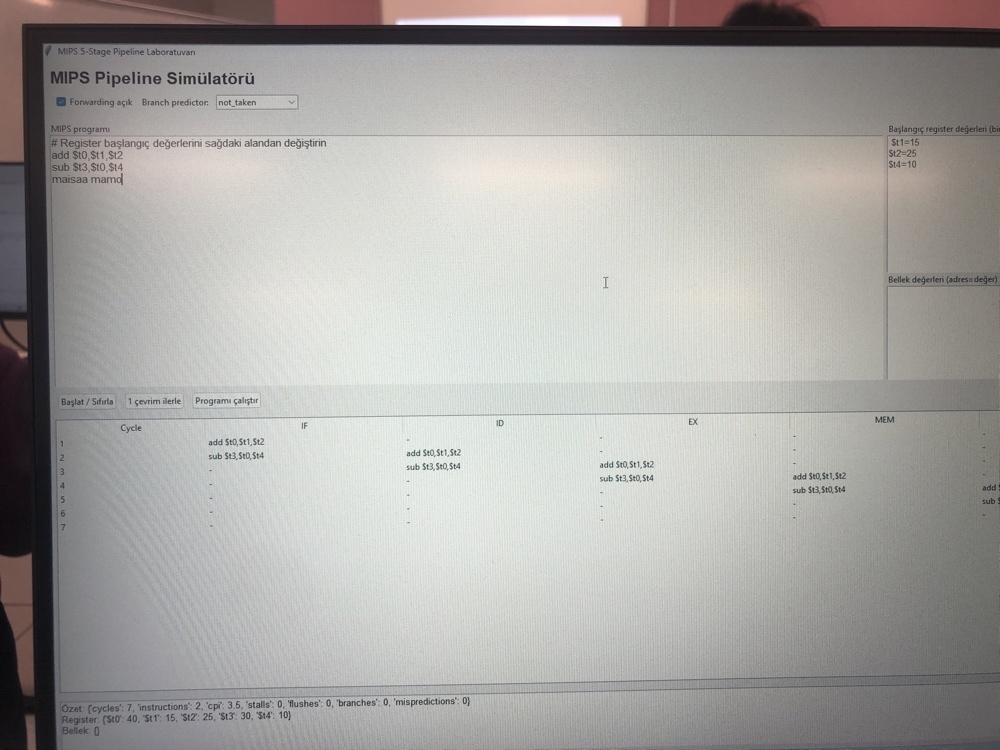 MIPS 5-Stage Pipeline Laboratuvarı
MIPS Pipeline Simülatörü
Forwarding açık Branch predictor: not_taken
MIPS programı
# Register başlangıç değerlerini sağdaki alandan değiştirin
add $t0,$t1,$t2
sub $t3,$t0,$t4
maisaa mamo
Başlangıç register değerleri (bir
$t1=15
$t2=25
$t4=10
Bellek değerleri (adres=değer)
Başlat / Sıfırla 1 çevrim ilerle Programı çalıştır
Cycle IF ID EX MEM
1 add $t0,$t1,$t2 - - -
2 sub $t3,$t0,$t4 add $t0,$t1,$t2 - -
3 - sub $t3,$t0,$t4 add $t0,$t1,$t2 - -
4 - - sub $t3,$t0,$t4 add $t0,$t1,$t2 -
5 - - - sub $t3,$t0,$t4 add $
6 - - - - sub $
7 - - - - -
Özet: {'cycles': 7, 'instructions': 2, 'cpi': 3.5, 'stalls': 0, 'flushes': 0, 'branches': 0, 'mispredictions': 0}
Register: {'$t0': 40, '$t1': 15, '$t2': 25, '$t3': 30, '$t4': 10}
Bellek: {}